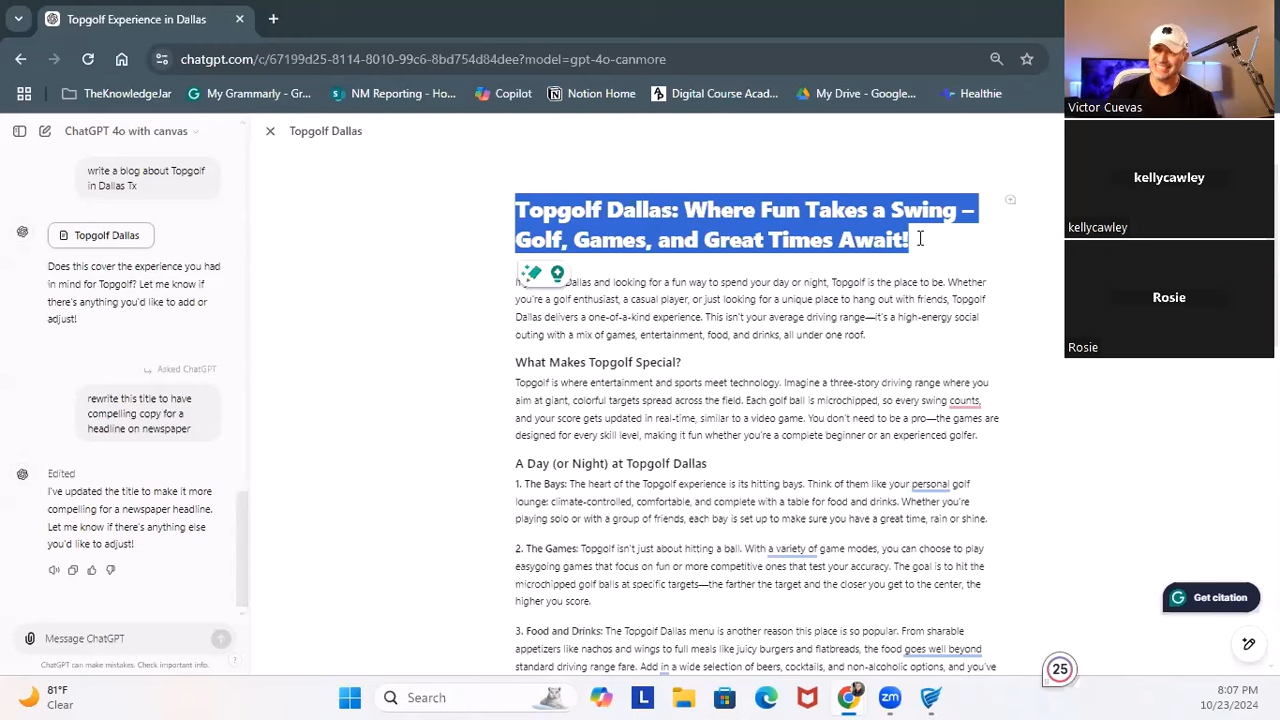 Topgolf Experience in Dallas
chatgpt.com/c/67199d25-8114-8010-99c6-8bd754d84dee?model=gpt-4o-canmore
TheKnowledgeJar
My Grammarly - Gr...
NM Reporting - Ho...
Copilot
Notion Home
Digital Course Acad...
My Drive - Google...
Healthie
ChatGPT 4o with canvas
Topgolf Dallas
write a blog about Topgolf
in Dallas Tx
Topgolf Dallas
Does this cover the experience you had
in mind for Topgolf? Let me know if
there's anything you'd like to add or
adjust!
Asked ChatGPT
rewrite this title to have
compelling copy for a
headline on newspaper
Edited
I've updated the title to make it more
compelling for a newspaper headline.
Let me know if there's anything else
you'd like to adjust!
Message ChatGPT
ChatGPT can make mistakes. Check important info.
?
Topgolf Dallas: Where Fun Takes a Swing –
Golf, Games, and Great Times Await!
Dallas and looking for a fun way to spend your day or night, Topgolf is the place to be. Whether
you're a golf enthusiast, a casual player, or just looking for a unique place to hang out with friends, Topgolf
Dallas delivers a one-of-a-kind experience. This isn't your average driving range—it's a high-energy social
outing with a mix of games, entertainment, food, and drinks, all under one roof.
What Makes Topgolf Special?
Topgolf is where entertainment and sports meet technology. Imagine a three-story driving range where you
aim at giant, colorful targets spread across the field. Each golf ball is microchipped, so every swing counts,
and your score gets updated in real-time, similar to a video game. You don't need to be a pro—the games are
designed for every skill level, making it fun whether you're a complete beginner or an experienced golfer.
A Day (or Night) at Topgolf Dallas
1. The Bays: The heart of the Topgolf experience is its hitting bays. Think of them like your personal golf
lounge: climate-controlled, comfortable, and complete with a table for food and drinks. Whether you're
playing solo or with a group of friends, each bay is set up to make sure you have a great time, rain or shine.
2. The Games: Topgolf isn't just about hitting a ball. With a variety of game modes, you can choose to play
easygoing games that focus on fun or more competitive ones that test your accuracy. The goal is to hit the
microchipped golf balls at specific targets—the farther the target and the closer you get to the center, the
higher you score.
3. Food and Drinks: The Topgolf Dallas menu is another reason this place is so popular. From sharable
appetizers like nachos and wings to full meals like juicy burgers and flatbreads, the food goes well beyond
standard driving range fare. Add in a wide selection of beers, cocktails, and non-alcoholic options, and you've
Get citation
25
Victor Cuevas
kellycawley
kellycawley
Rosie
Rosie
81°F
Clear
Search
8:07 PM
10/23/2024